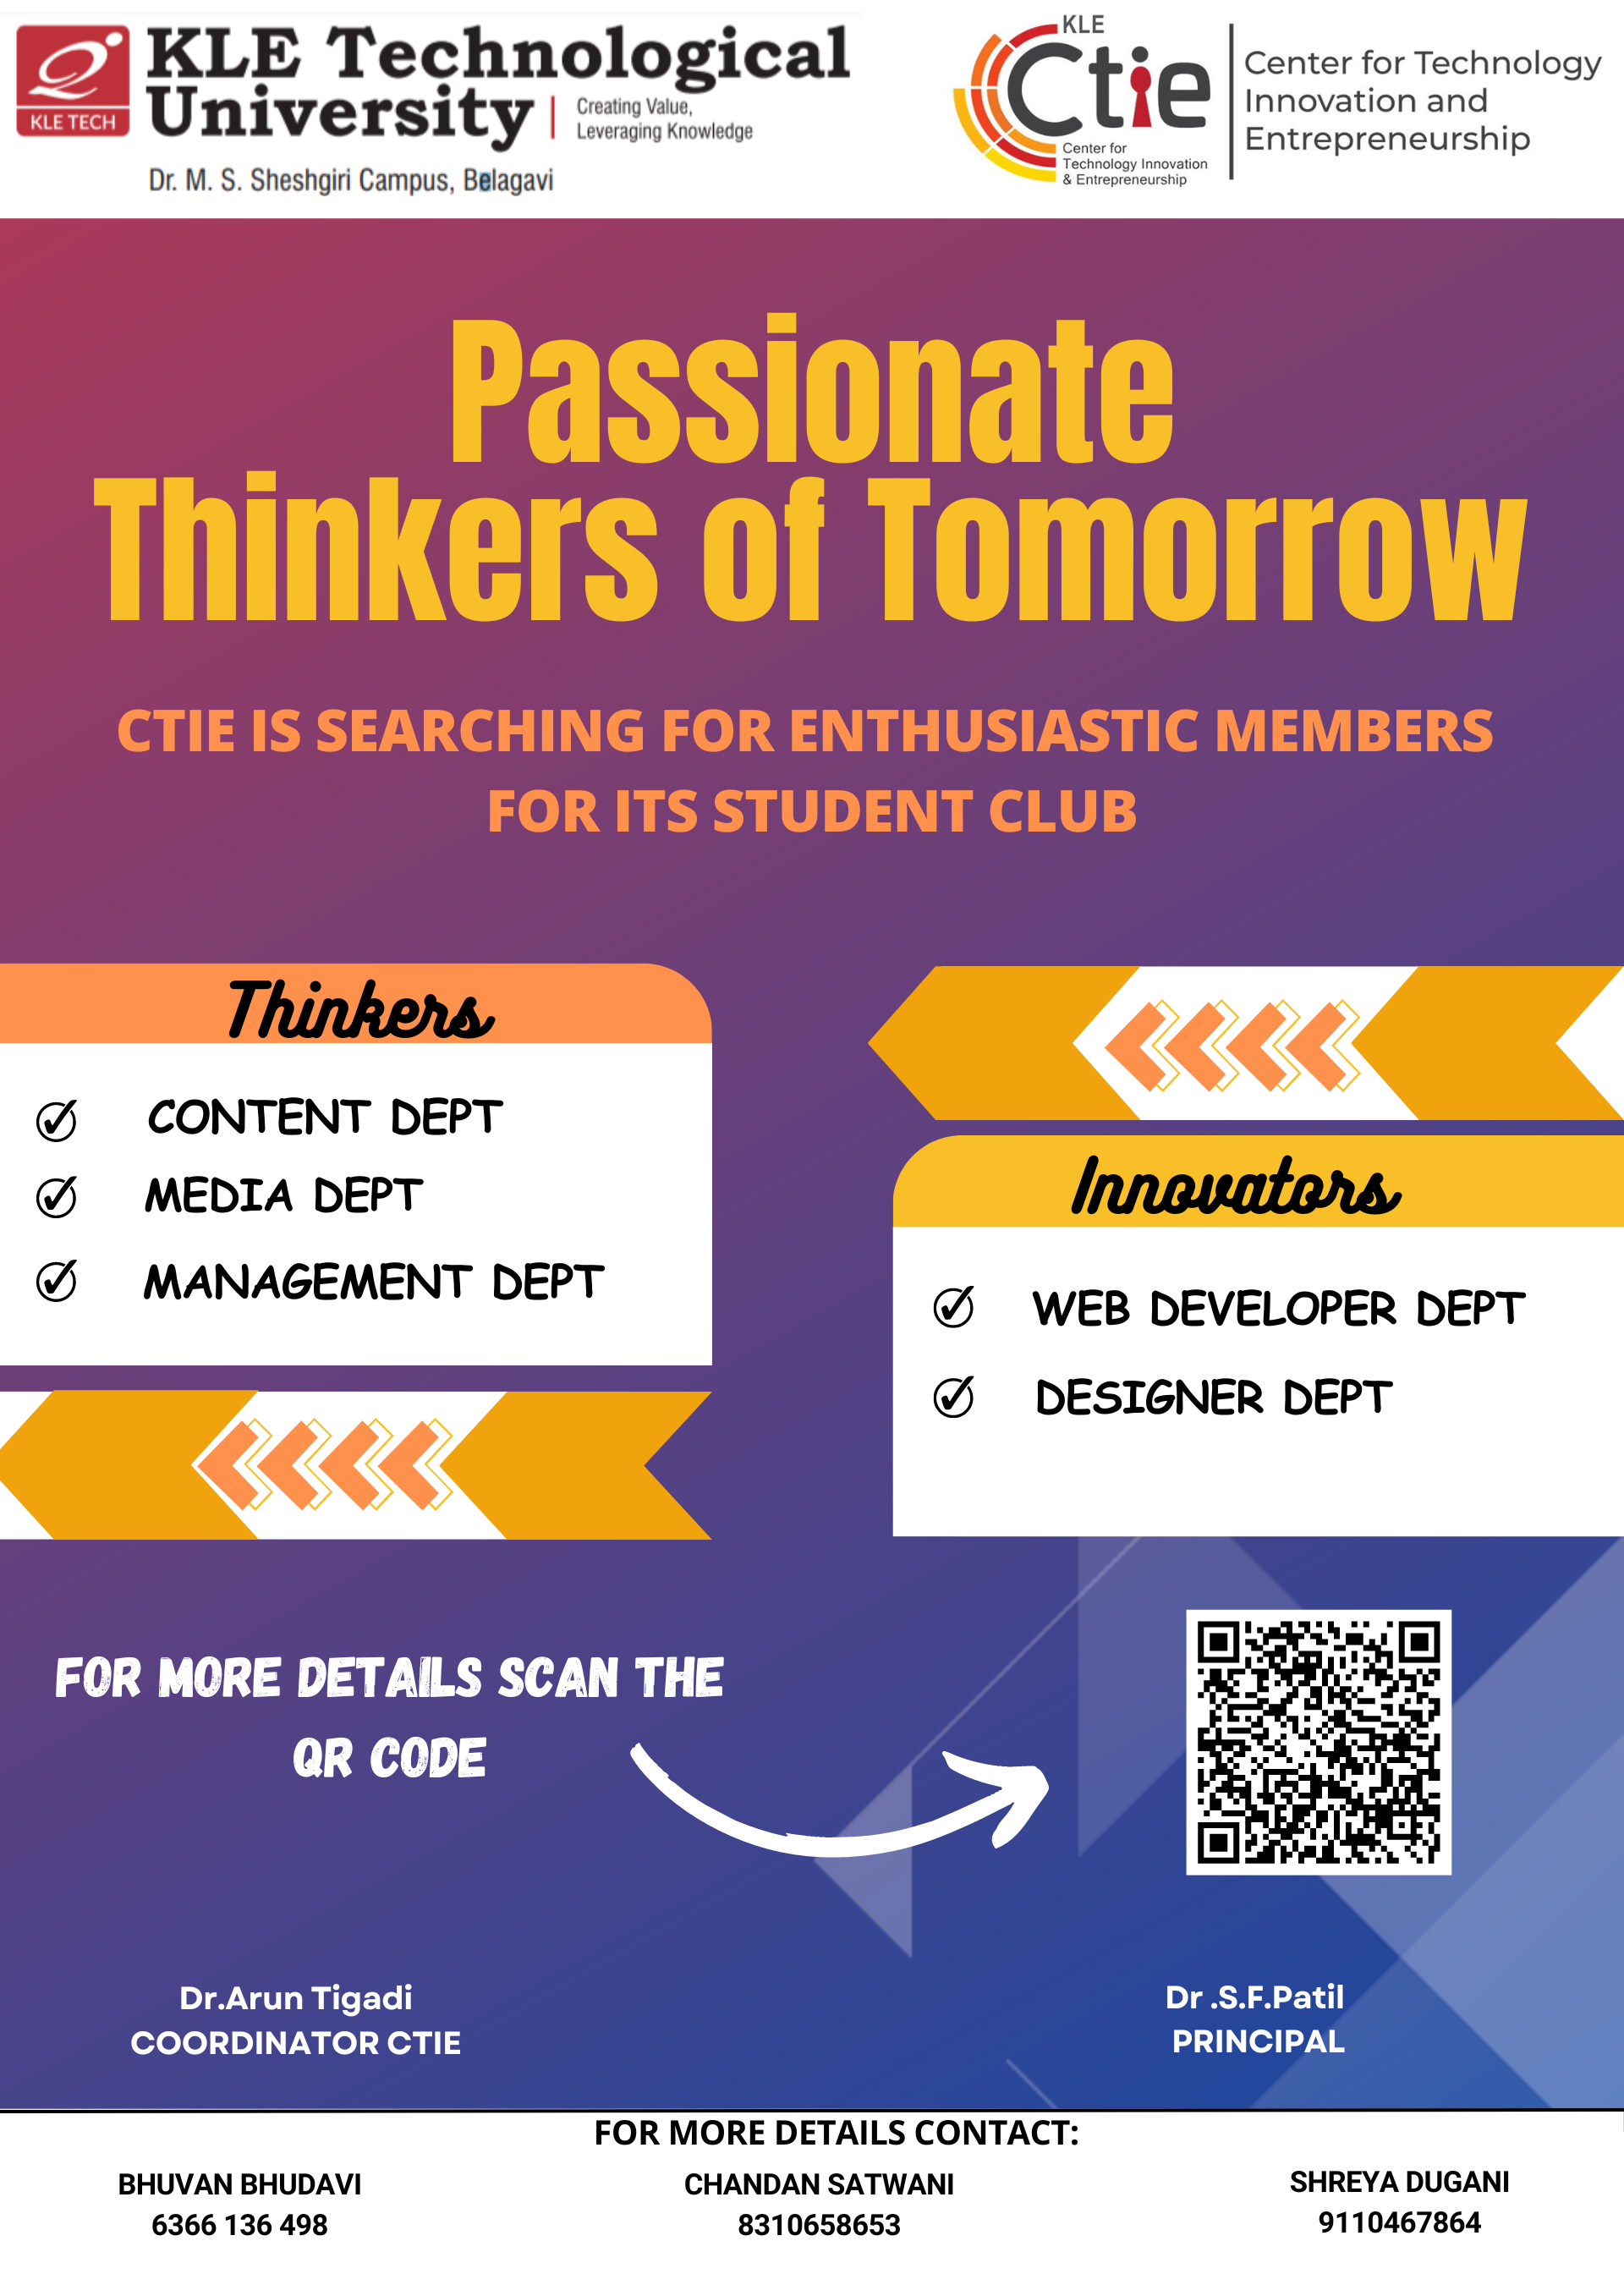 KLE Technological
University
Creating Value,
Leveraging Knowledge
KLE TECH
Dr. M. S. Sheshgiri Campus, Belagavi
KLE
Ctie
Center for
Technology Innovation
& Entrepreneurship
Center for Technology
Innovation and
Entrepreneurship
Passionate
Thinkers of Tomorrow
CTIE IS SEARCHING FOR ENTHUSIASTIC MEMBERS
FOR ITS STUDENT CLUB
Thinkers
CONTENT DEPT
MEDIA DEPT
MANAGEMENT DEPT
Innovators
WEB DEVELOPER DEPT
DESIGNER DEPT
FOR MORE DETAILS SCAN THE
QR CODE
Dr.Arun Tigadi
COORDINATOR CTIE
Dr .S.F.Patil
PRINCIPAL
FOR MORE DETAILS CONTACT:
BHUVAN BHUDAVI
6366 136 498
CHANDAN SATWANI
8310658653
SHREYA DUGANI
9110467864